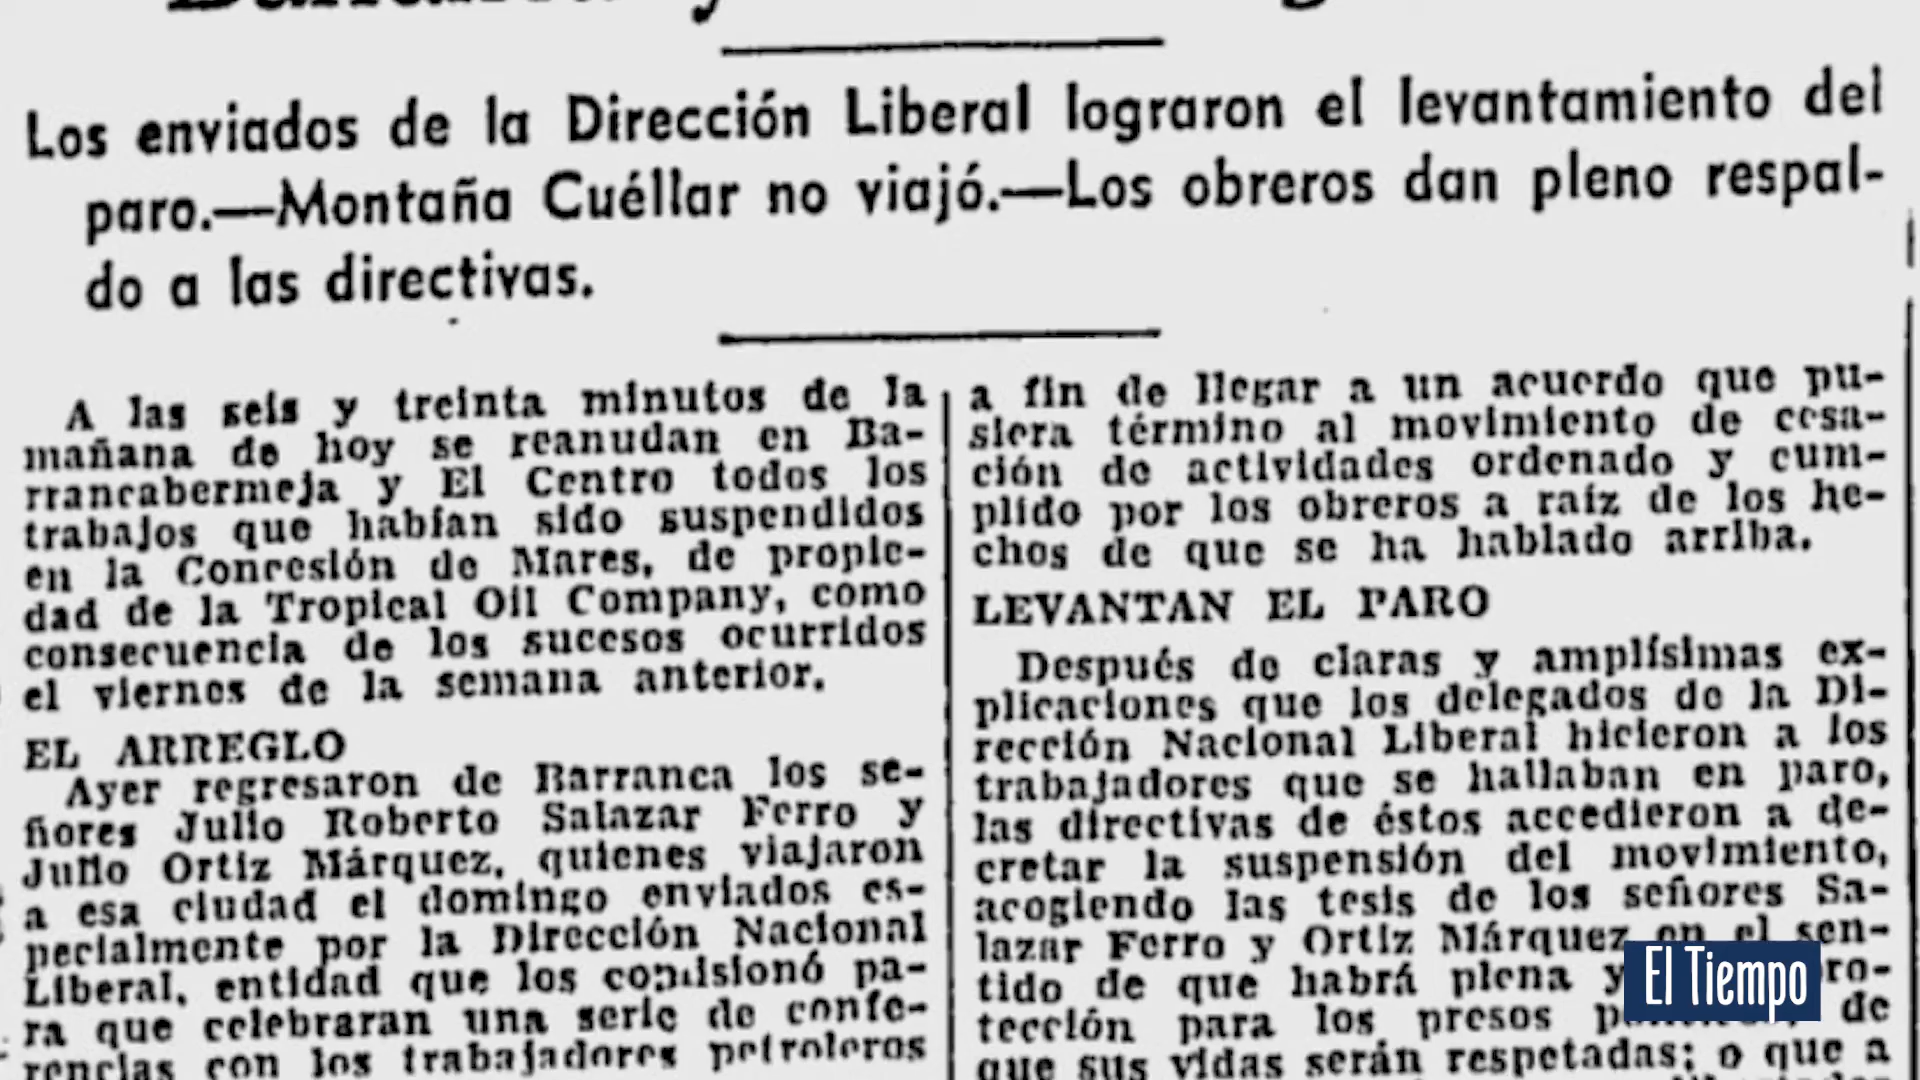 Los enviados de la Dirección Liberal lograron el levantamiento del
paro.—Montaña Cuéllar no viajó.—Los obreros dan pleno respal-
do a las directivas.
A las seis y treinta minutos de la
mañana de hoy se reanudan en Ba-
rrancabermeja y El Centro todos los
trabajos que habían sido suspendidos
en la Concesión de Mares, de propie-
dad de la Tropical Oil Company, como
consecuencia de los sucesos ocurridos
el viernes de la semana anterior.
EL ARREGLO
Ayer regresaron de Barranca los se-
ñores Julio Roberto Salazar Ferro y
Julio Ortiz Márquez, quienes viajaron
a esa ciudad el domingo enviados es-
pecialmente por la Dirección Nacional
Liberal, entidad que los comisionó pa-
ra que celebraran una serie de confe-
rencias con los trabajadores petroleros
a fin de llegar a un acuerdo que pu-
siera término al movimiento de cesa-
ción de actividades ordenado y cum-
plido por los obreros a raíz de los he-
chos de que se ha hablado arriba.
LEVANTAN EL PARO
Después de claras y amplísimas ex-
plicaciones que los delegados de la Di-
rección Nacional Liberal hicieron a los
trabajadores que se hallaban en paro,
las directivas de éstos accedieron a de-
cretar la suspensión del movimiento,
acogiendo las tesis de los señores Sa-
lazar Ferro y Ortiz Márquez en el sen-
tido de que habrá plena y
tección para los presos de
que sus vidas serán respetadas; o que a
El Tiempo